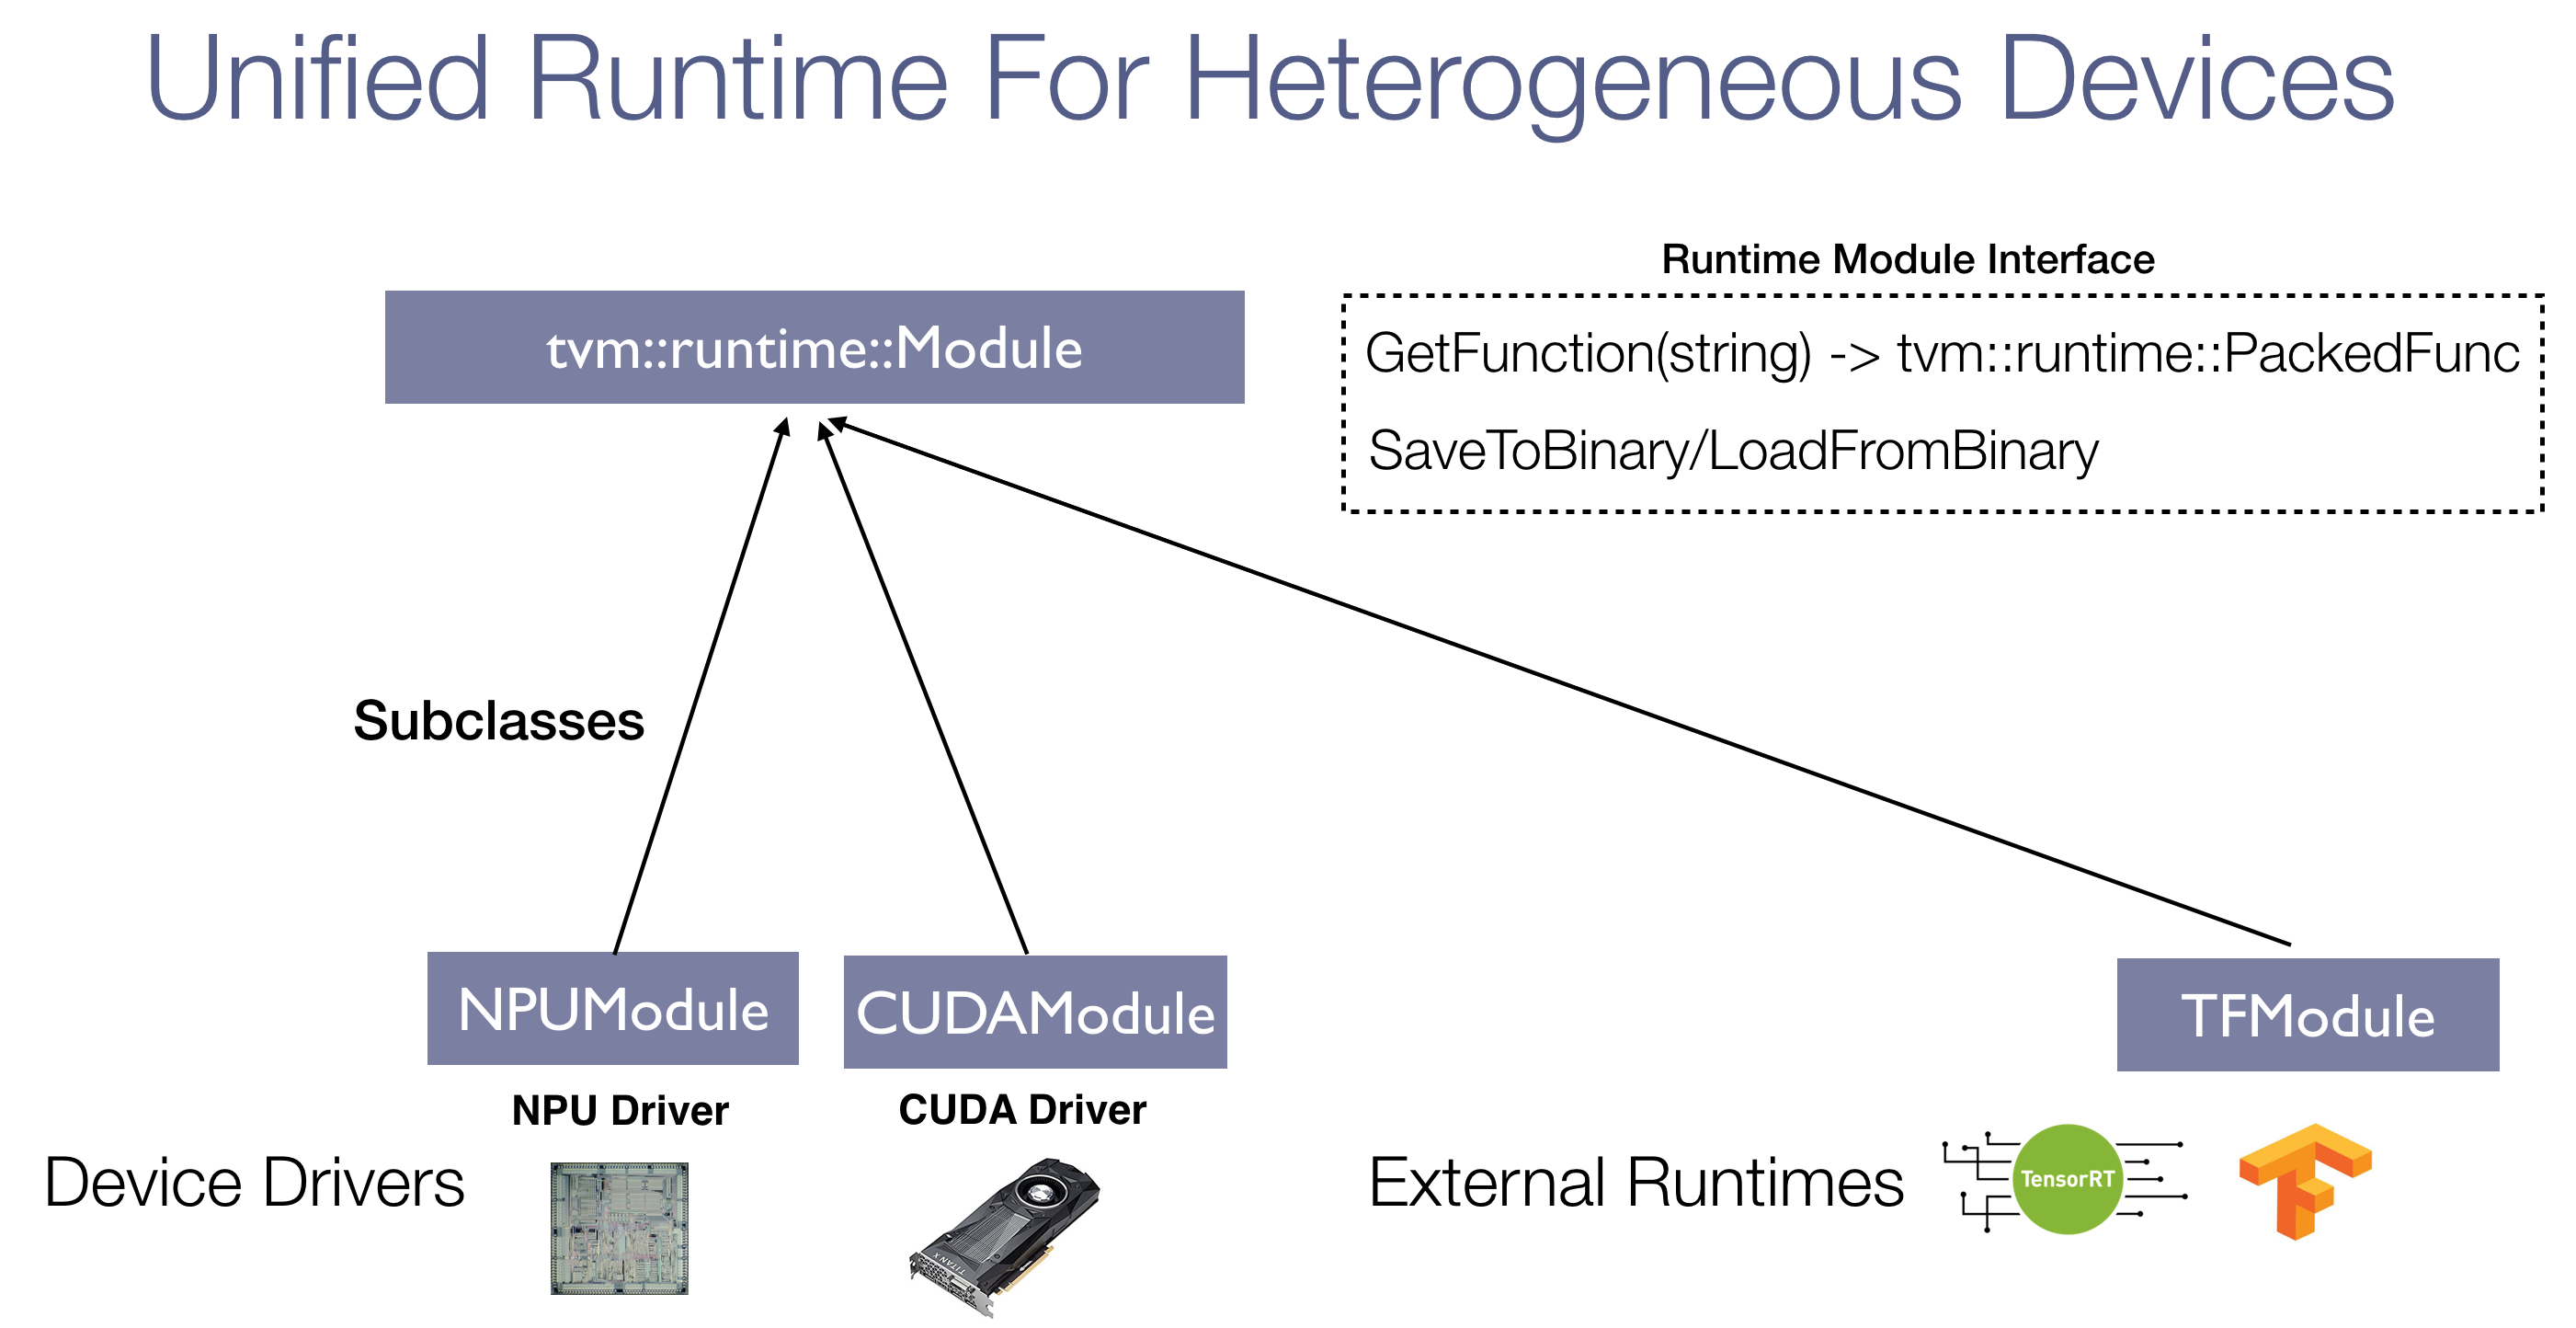 Unified Runtime For Heterogeneous Devices
Runtime Module Interface
tvm::runtime::Module
GetFunction(string) -> tvm::runtime::PackedFunc
SaveToBinary/LoadFromBinary
Subclasses
NPUModule
CUDAModule
TFModule
NPU Driver
CUDA Driver
Device Drivers
External Runtimes
TensorRT
TITAN X